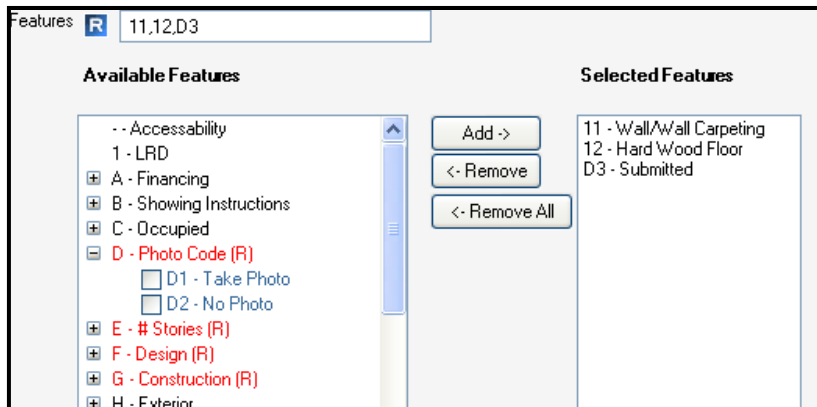 Features R 11,12,D3
Available Features
Selected Features
- - Accessability
1 - LRD
A - Financing
B - Showing Instructions
C - Occupied
D - Photo Code (R)
D1 - Take Photo
D2 - No Photo
E - # Stories (R)
F - Design (R)
G - Construction (R)
H - Exterior
Add ->
<- Remove
<- Remove All
11 - Wall/Wall Carpeting
12 - Hard Wood Floor
D3 - Submitted